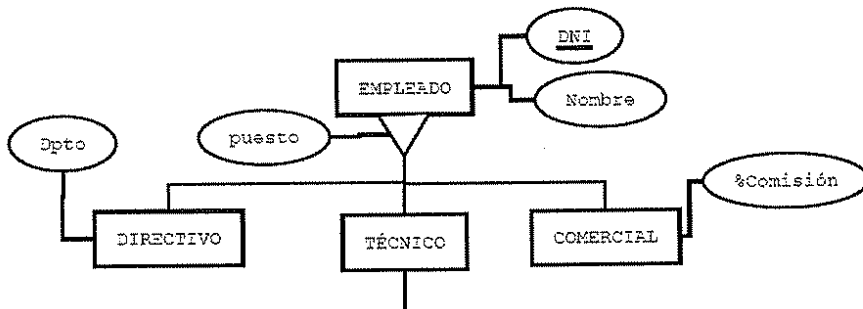 DNI
EMPLEADO
Nombre
puesto
Dpto
%Comisión
DIRECTIVO
TÉCNICO
COMERCIAL